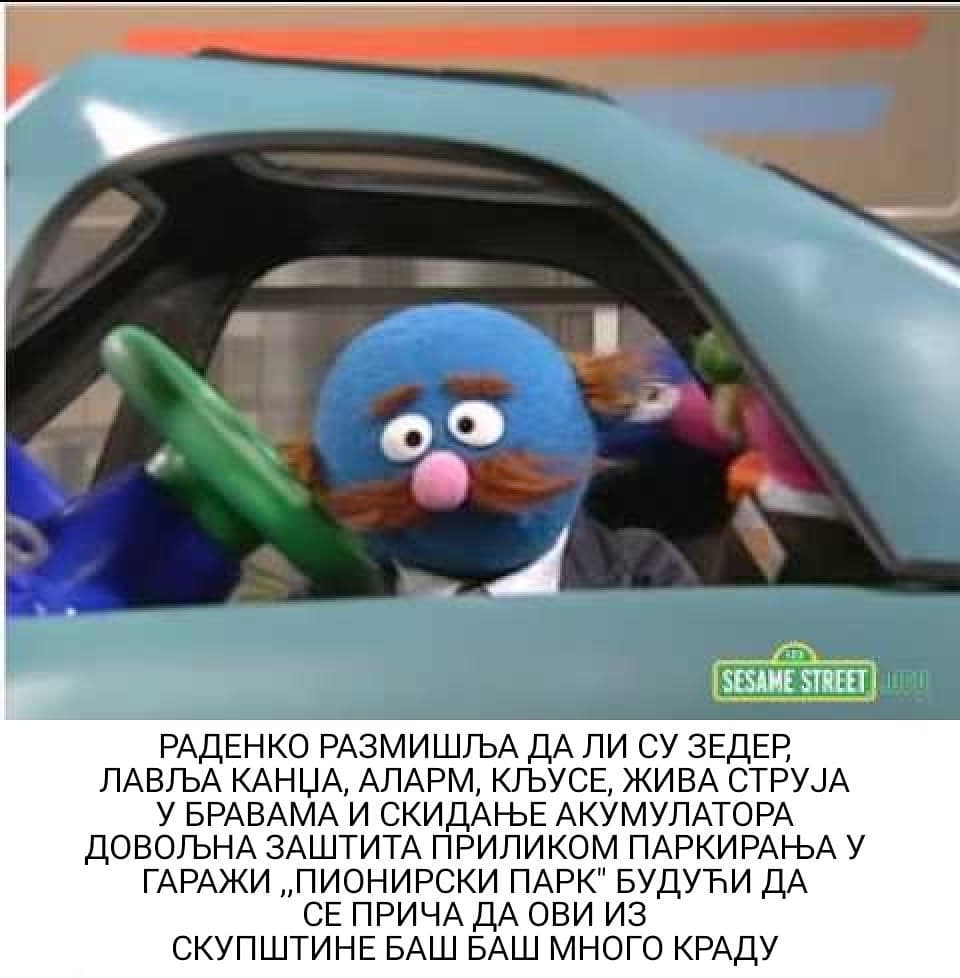 SESAME STREET
РАДЕНКО РАЗМИШЉА ДА ЛИ СУ ЗЕДЕР,
ЛАВЉА КАНЏА, АЛАРМ, КЉУСЕ, ЖИВА СТРУЈА
У БРАВАМА И СКИДАЊЕ АКУМУЛАТОРА
ДОВОЉНА ЗАШТИТА ПРИЛИКОМ ПАРКИРАЊА У
ГАРАЖИ ,,ПИОНИРСКИ ПАРК" БУДУЋИ ДА
СЕ ПРИЧА ДА ОВИ ИЗ
СКУПШТИНЕ БАШ БАШ МНОГО КРАДУ